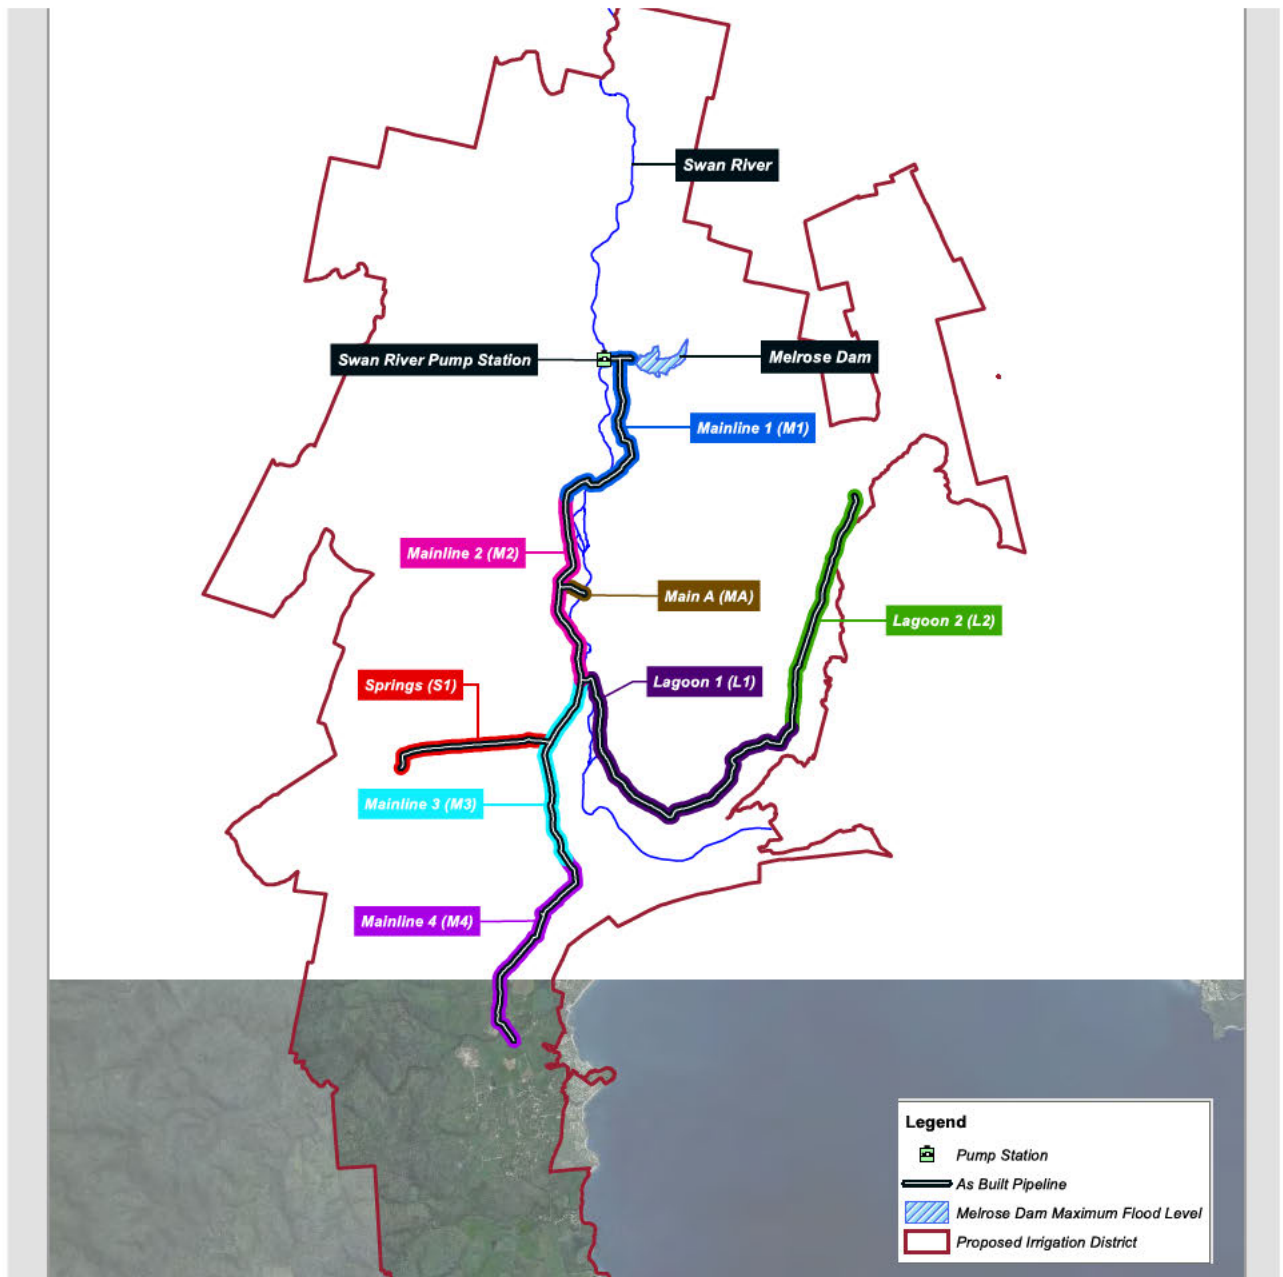 Swan River
Swan River Pump Station
Melrose Dam
Mainline 1 (M1)
Mainline 2 (M2)
Main A (MA)
Lagoon 2 (L2)
Springs (S1)
Lagoon 1 (L1)
Mainline 3 (M3)
Mainline 4 (M4)
Legend
Pump Station
As Built Pipeline
Melrose Dam Maximum Flood Level
Proposed Irrigation District